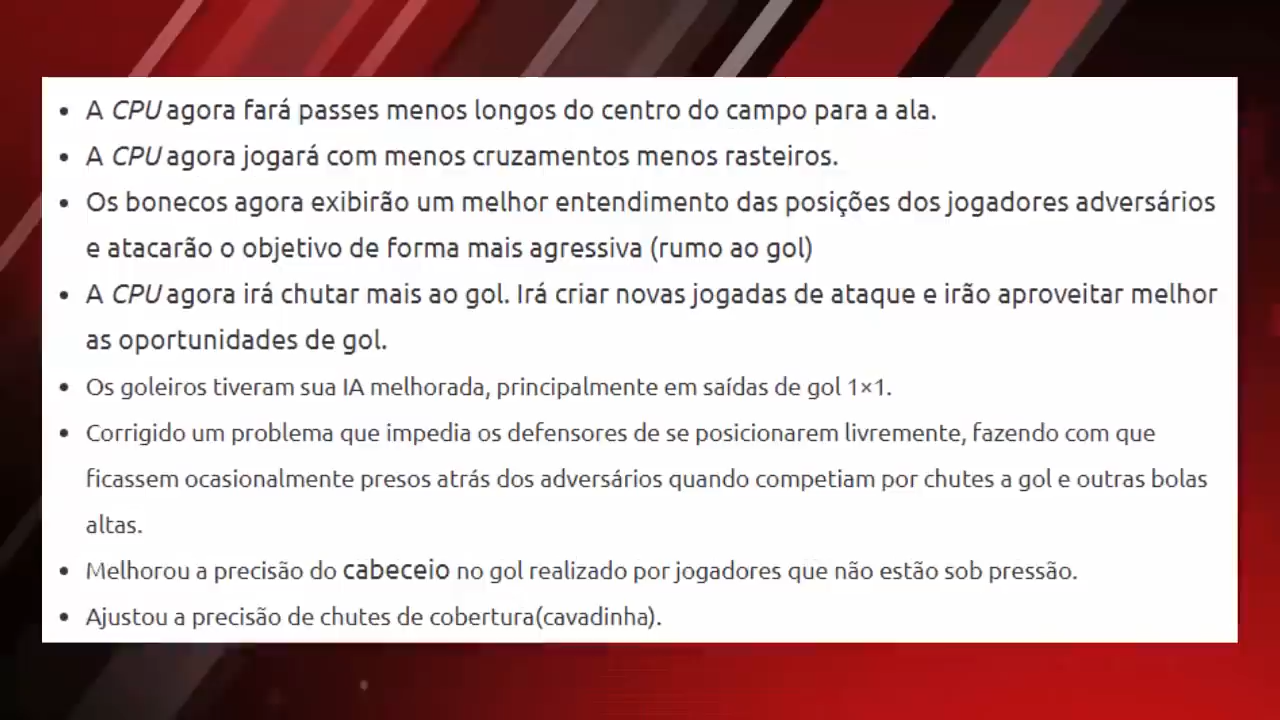 • A CPU agora fará passes menos longos do centro do campo para a ala.
• A CPU agora jogará com menos cruzamentos menos rasteiros.
• Os bonecos agora exibirão um melhor entendimento das posições dos jogadores adversários
e atacarão o objetivo de forma mais agressiva (rumo ao gol)
• A CPU agora irá chutar mais ao gol. Irá criar novas jogadas de ataque e irão aproveitar melhor
as oportunidades de gol.
• Os goleiros tiveram sua IA melhorada, principalmente em saídas de gol 1×1.
• Corrigido um problema que impedia os defensores de se posicionarem livremente, fazendo com que
ficassem ocasionalmente presos atrás dos adversários quando competiam por chutes a gol e outras bolas
altas.
• Melhorou a precisão do cabeceio no gol realizado por jogadores que não estão sob pressão.
• Ajustou a precisão de chutes de cobertura(cavadinha).